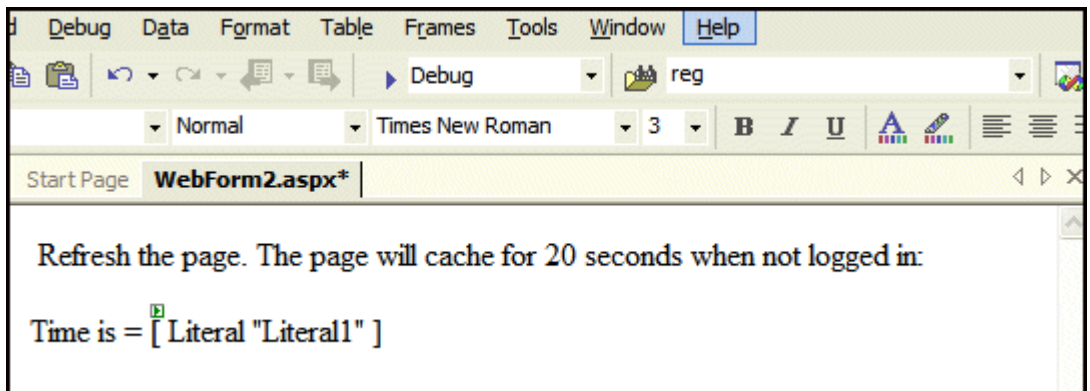 Debug Data Format Table Frames Tools Window Help
Debug reg
Normal Times New Roman 3 B I U A
Start Page WebForm2.aspx*
Refresh the page. The page will cache for 20 seconds when not logged in:
Time is = [ Literal "Literal1" ]